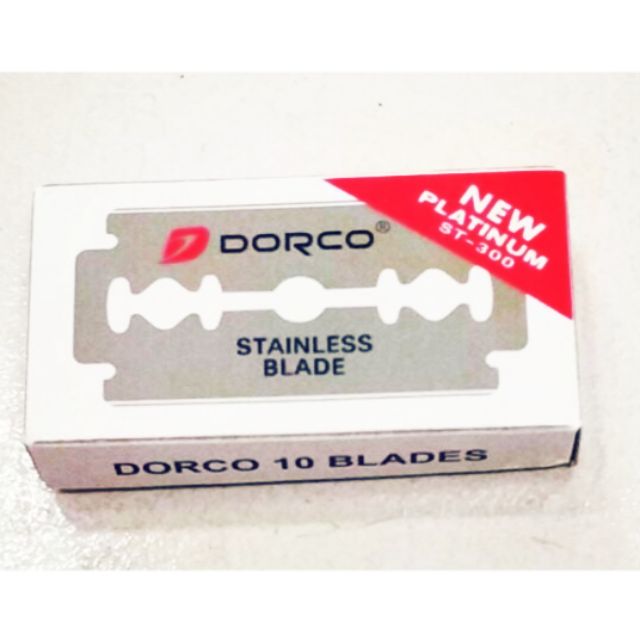 DORCO®
NEW
PLATINUM
ST-300
STAINLESS
BLADE
DORCO 10 BLADES